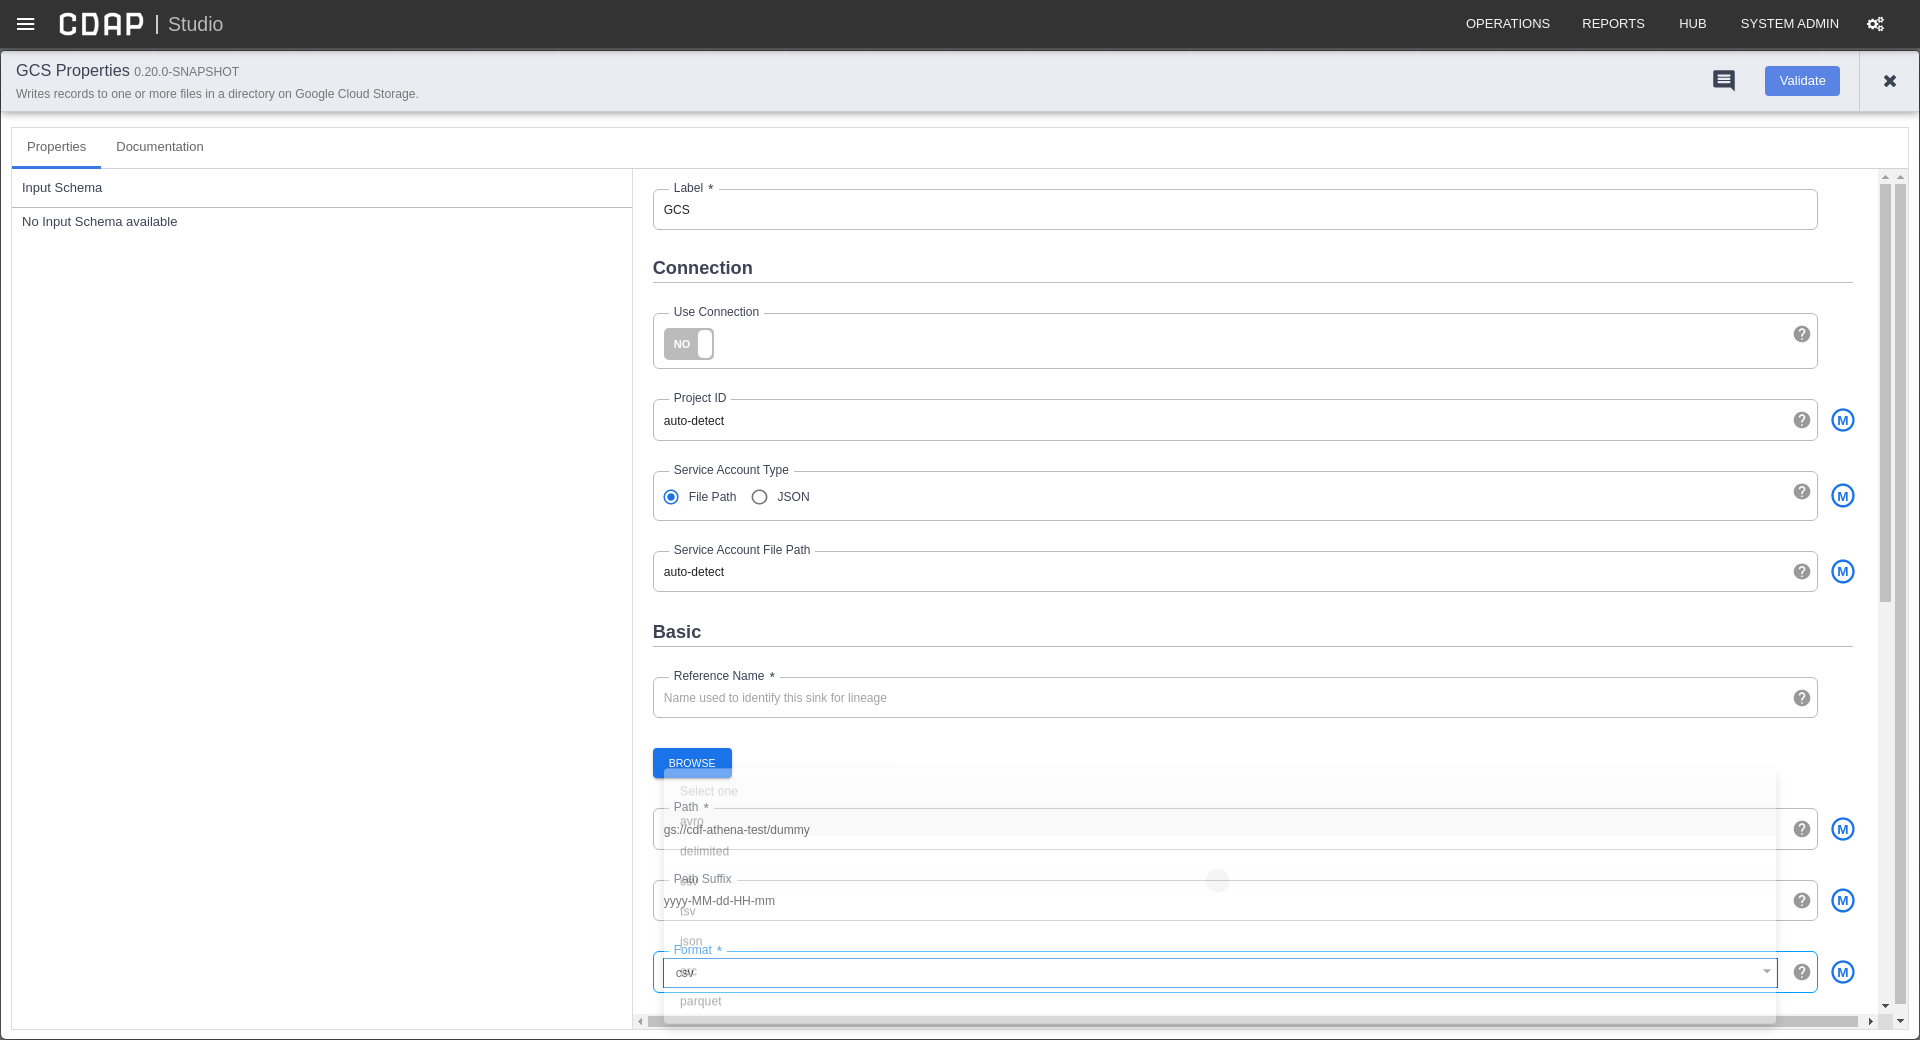 CDAP | Studio
OPERATIONS REPORTS HUB SYSTEM ADMIN
GCS Properties 0.20.0-SNAPSHOT
Writes records to one or more files in a directory on Google Cloud Storage.
Validate
Properties Documentation
Input Schema
No Input Schema available
Label *
GCS
Connection
Use Connection
NO
Project ID
auto-detect
M
Service Account Type
File Path JSON
M
Service Account File Path
auto-detect
M
Basic
Reference Name *
Name used to identify this sink for lineage
BROWSE
Select one
Path *
avro
gs://cdf-athena-test/dummy
M
delimited
Path Suffix
csv
yyyy-MM-dd-HH-mm
M
tsv
json
Format *
csv
orc
M
parquet